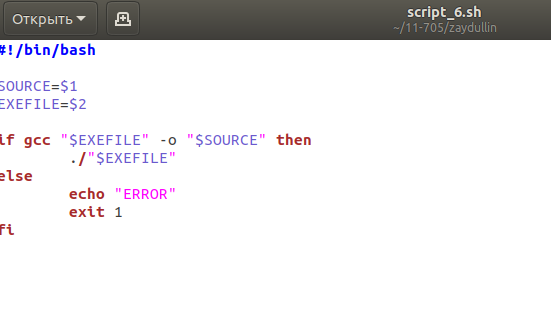 Открыть
script_6.sh
~/11-705/zaydullin
#!/bin/bash
SOURCE=$1
EXEFILE=$2
if gcc "$EXEFILE" -o "$SOURCE" then
./"$EXEFILE"
else
echo "ERROR"
exit 1
fi